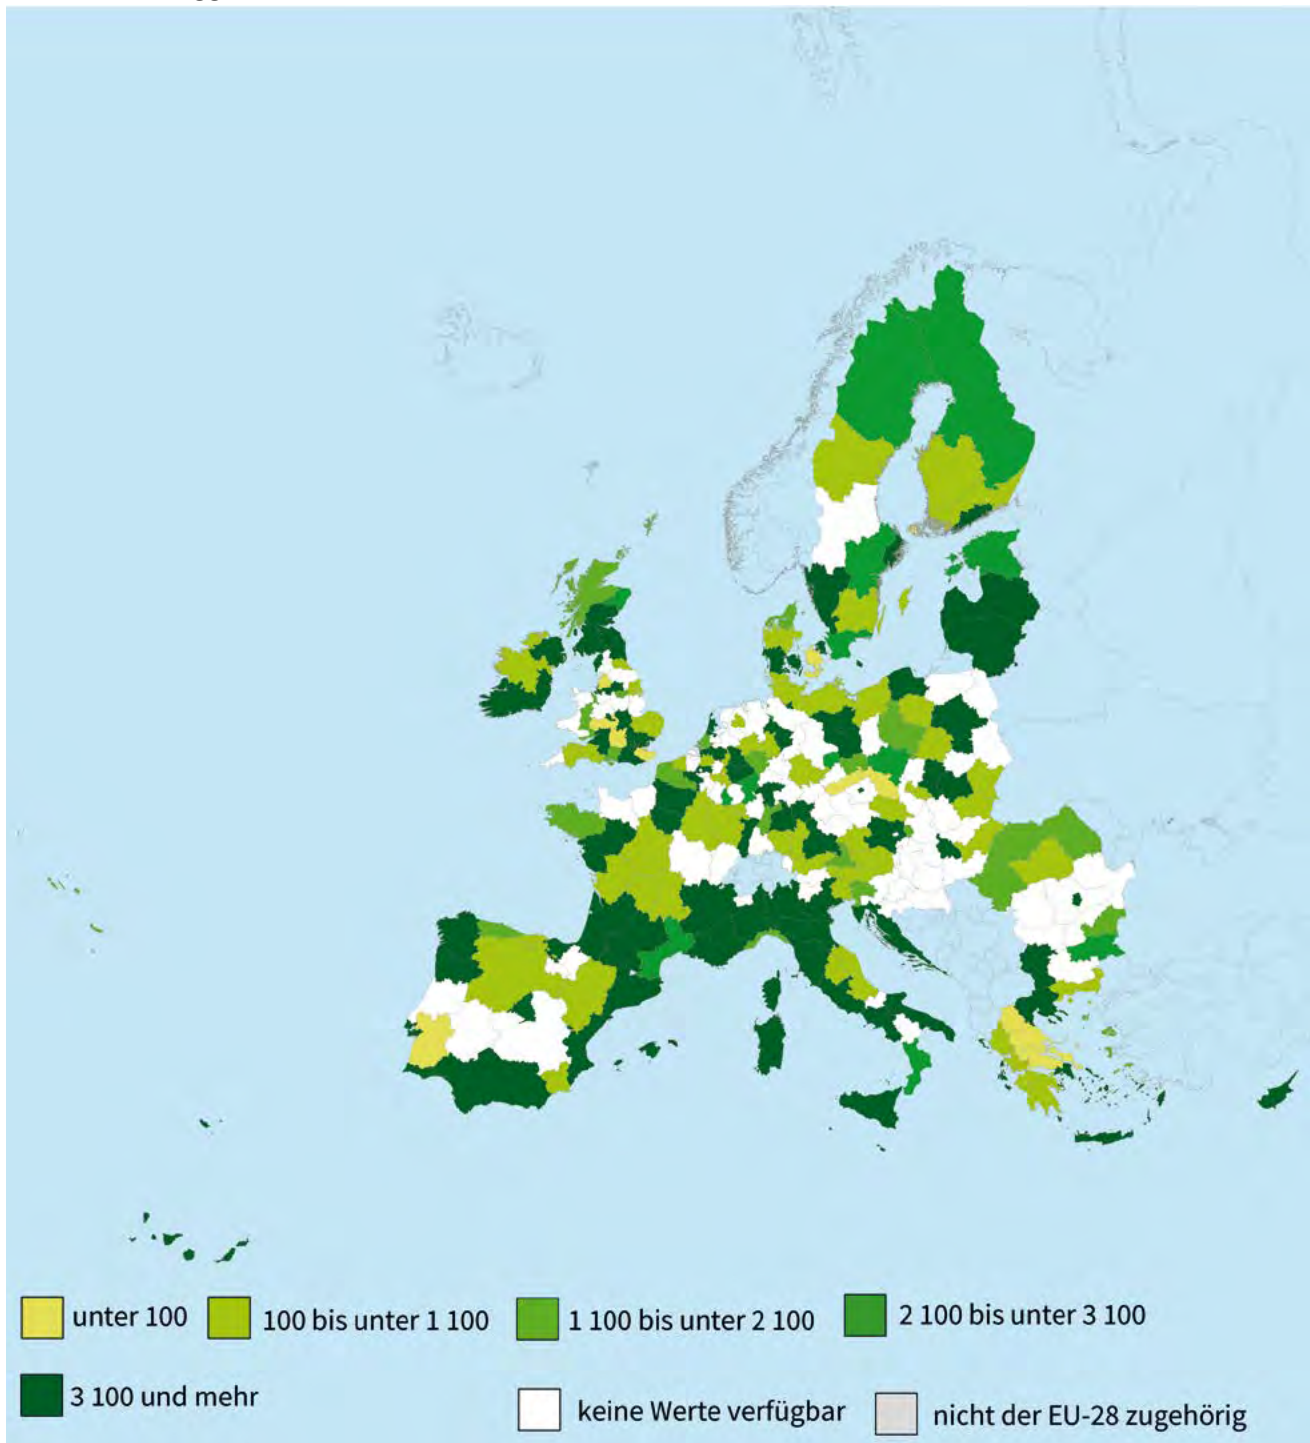 unter 100
100 bis unter 1 100
1 100 bis unter 2 100
2 100 bis unter 3 100
3 100 und mehr
keine Werte verfügbar
nicht der EU-28 zugehörig